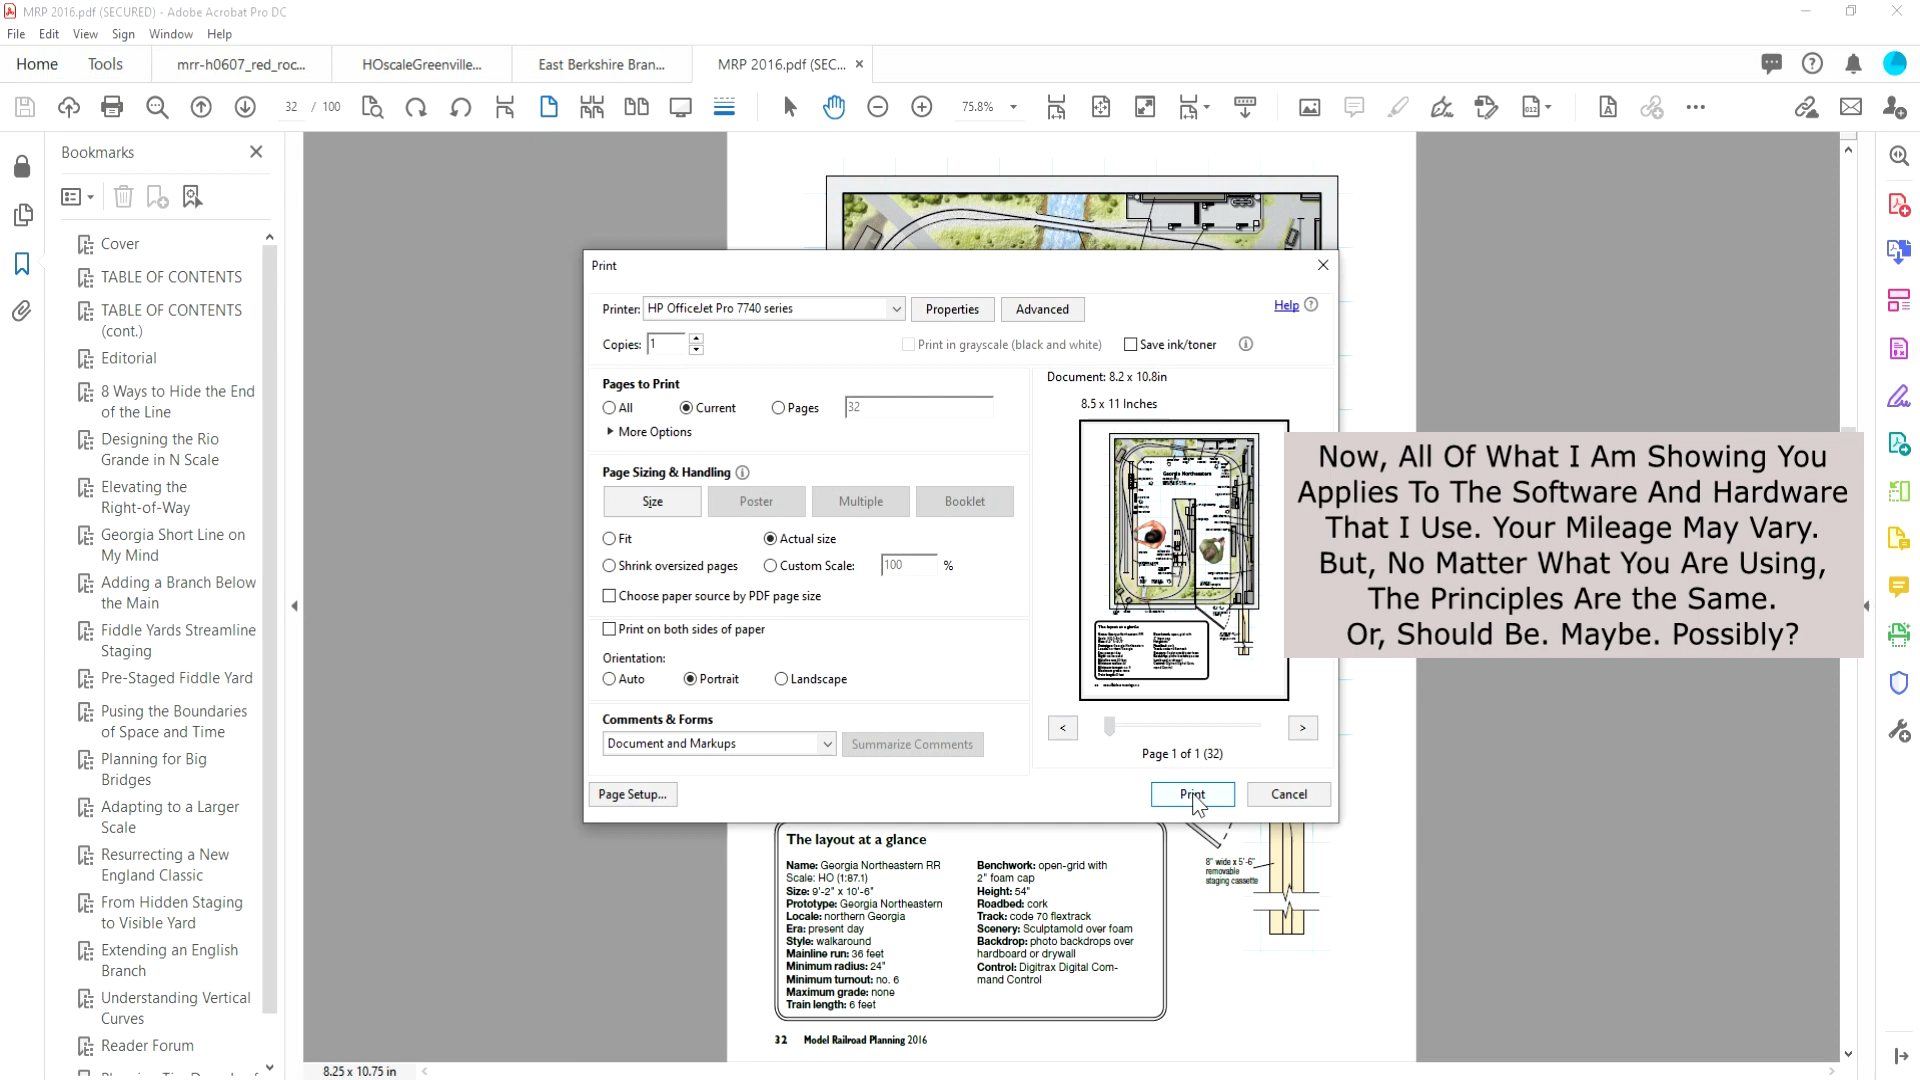 MRP 2016.pdf (SECURED) - Adobe Acrobat Pro DC
File Edit View Sign Window Help
Home Tools mrr-h0607_red_roc... HOscaleGreenville... East Berkshire Bran... MRP 2016.pdf (SEC... ×
32 / 100 75.8%
Bookmarks
Cover
TABLE OF CONTENTS
TABLE OF CONTENTS
(cont.)
Editorial
8 Ways to Hide the End
of the Line
Designing the Rio
Grande in N Scale
Elevating the
Right-of-Way
Georgia Short Line on
My Mind
Adding a Branch Below
the Main
Fiddle Yards Streamline
Staging
Pre-Staged Fiddle Yard
Pusing the Boundaries
of Space and Time
Planning for Big
Bridges
Adapting to a Larger
Scale
Resurrecting a New
England Classic
From Hidden Staging
to Visible Yard
Extending an English
Branch
Understanding Vertical
Curves
Reader Forum
Print
Printer: HP OfficeJet Pro 7740 series Properties Advanced Help
Copies: 1 Print in grayscale (black and white) Save ink/toner
Pages to Print
All Current Pages 32
More Options
Page Sizing & Handling
Size Poster Multiple Booklet
Fit Actual size
Shrink oversized pages Custom Scale: 100 %
Choose paper source by PDF page size
Print on both sides of paper
Orientation:
Auto Portrait Landscape
Comments & Forms
Document and Markups Summarize Comments
Page Setup...
Document: 8.2 x 10.8in
8.5 x 11 Inches
Georgia Northeastern
The layout at a glance
< >
Page 1 of 1 (32)
Print Cancel
Now, All Of What I Am Showing You
Applies To The Software And Hardware
That I Use. Your Mileage May Vary.
But, No Matter What You Are Using,
The Principles Are the Same.
Or, Should Be. Maybe. Possibly?
The layout at a glance
Name: Georgia Northeastern RR
Scale: HO (1:87.1)
Size: 9'-2" x 10'-6"
Prototype: Georgia Northeastern
Locale: northern Georgia
Era: present day
Style: walkaround
Mainline run: 36 feet
Minimum radius: 24"
Minimum turnout: no. 6
Maximum grade: none
Train length: 6 feet
Benchwork: open-grid with
2" foam cap
Height: 54"
Roadbed: cork
Track: code 70 flextrack
Scenery: Sculptamold over foam
Backdrop: photo backdrops over
hardboard or drywall
Control: Digitrax Digital Com-
mand Control
8" wide x 5'-6"
removable
staging cassette
32 Model Railroad Planning 2016
8.25 x 10.75 in